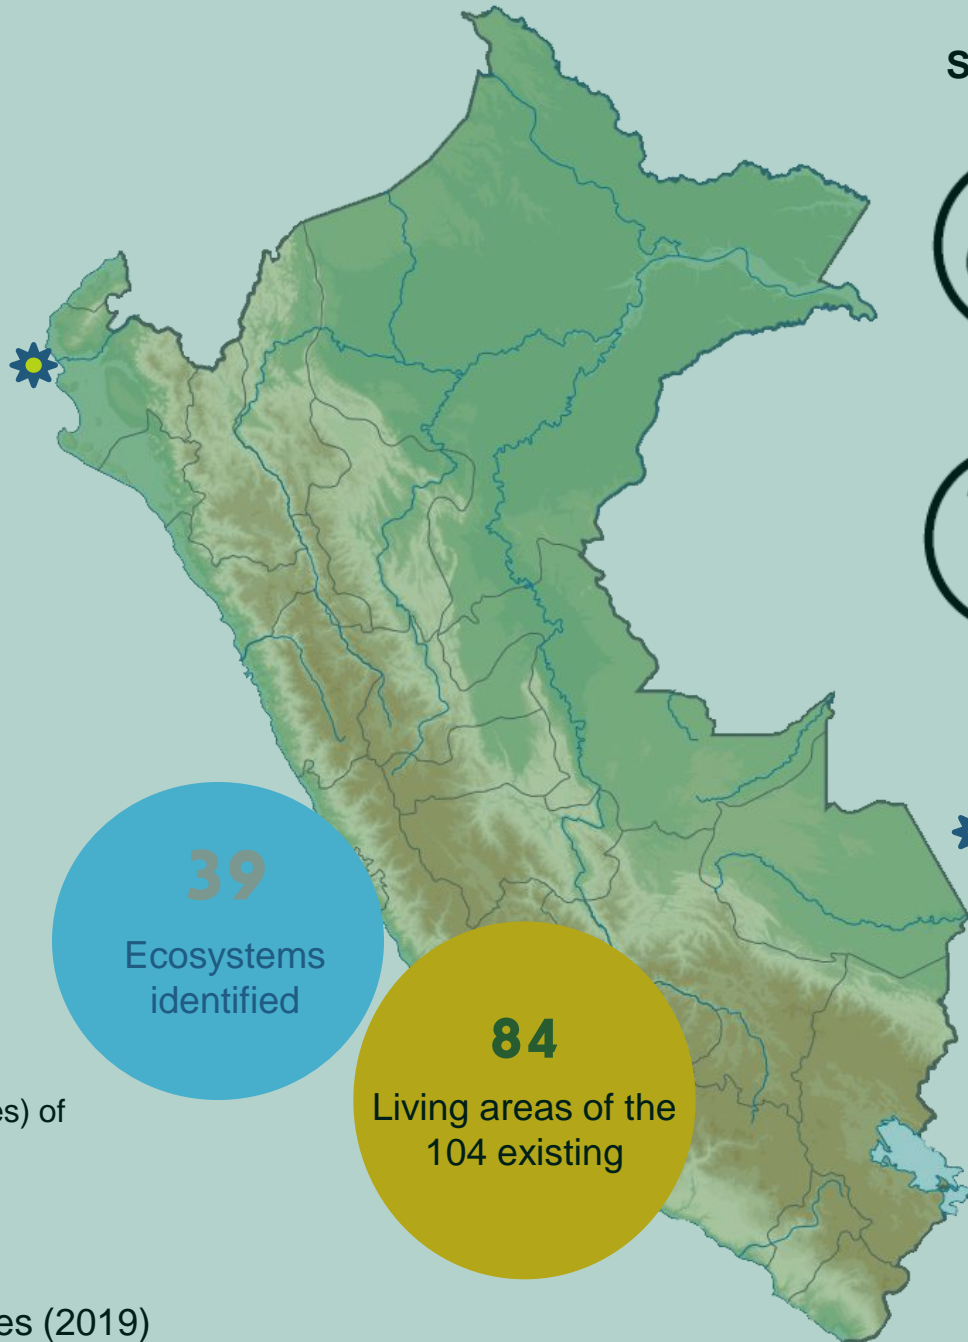 S
39
Ecosystems
identified
84
Living areas of the
104 existing
es) of
es (2019)